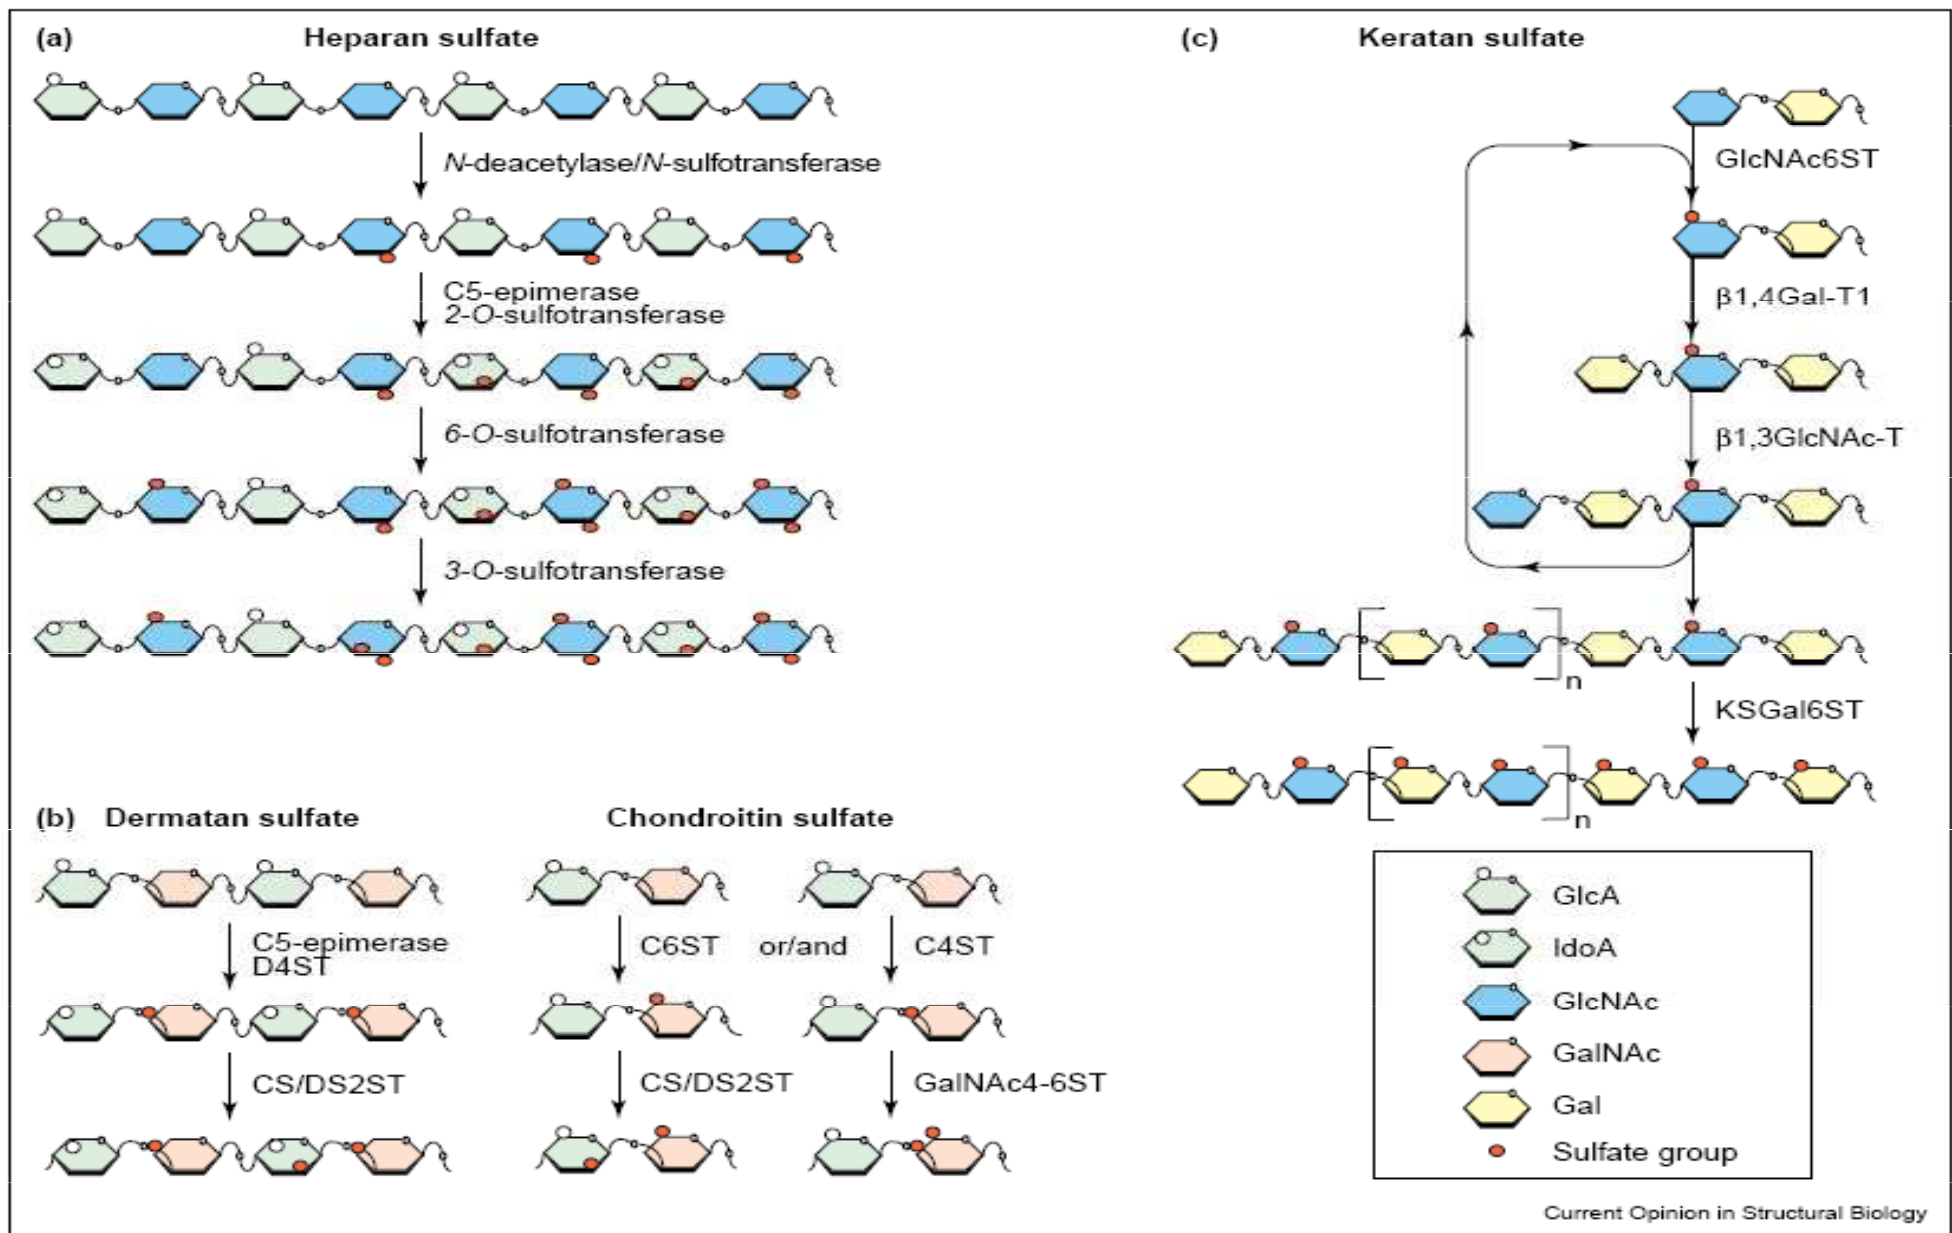 (a) Heparan sulfate
N-deacetylase/N-sulfotransferase
C5-epimerase
2-O-sulfotransferase
6-O-sulfotransferase
3-O-sulfotransferase
(b) Dermatan sulfate
C5-epimerase
D4ST
CS/DS2ST
Chondroitin sulfate
C6ST or/and C4ST
CS/DS2ST
GalNAc4-6ST
(c) Keratan sulfate
GlcNAc6ST
β1,4Gal-T1
β1,3GlcNAc-T
n
KSGal6ST
n
GlcA
IdoA
GlcNAc
GalNAc
Gal
Sulfate group
Current Opinion in Structural Biology